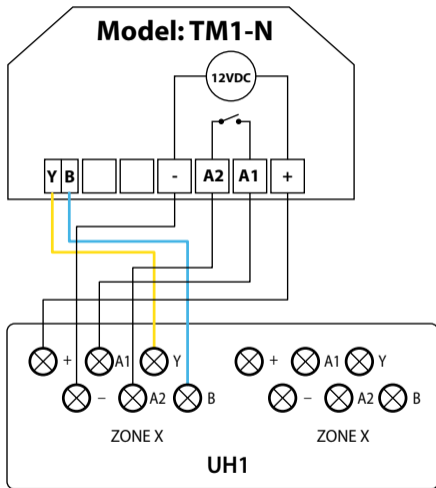 Model: TM1-N
12VDC
Y B - A2 A1 +
+ A1 Y + A1 Y
- A2 B - A2 B
ZONE X ZONE X
UH1